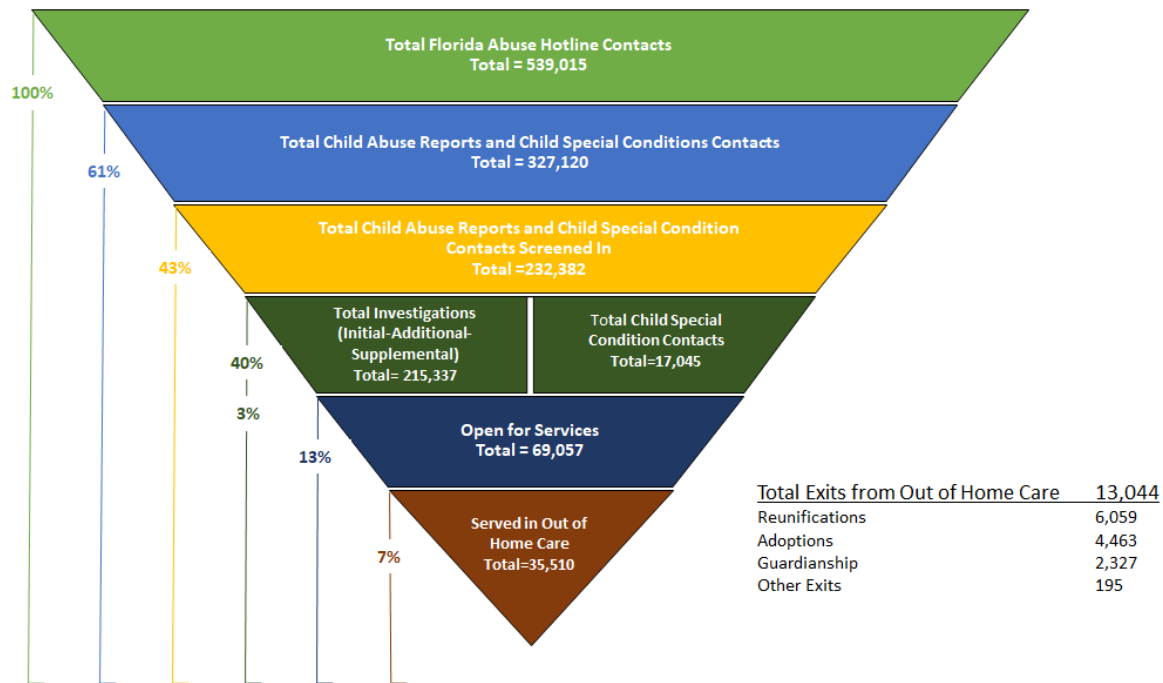 Total Florida Abuse Hotline Contacts
Total = 539,015
100%
Total Child Abuse Reports and Child Special Conditions Contacts
Total = 327,120
61%
Total Child Abuse Reports and Child Special Condition
Contacts Screened In
Total =232,382
43%
Total Investigations
(Initial-Additional-
Supplemental)
Total= 215,337
Total Child Special
Condition Contacts
Total=17,045
40%
3%
Open for Services
Total = 69,057
13%
Served in Out of
Home Care
Total=35,510
7%
Total Exits from Out of Home Care 13,044
Reunifications 6,059
Adoptions 4,463
Guardianship 2,327
Other Exits 195